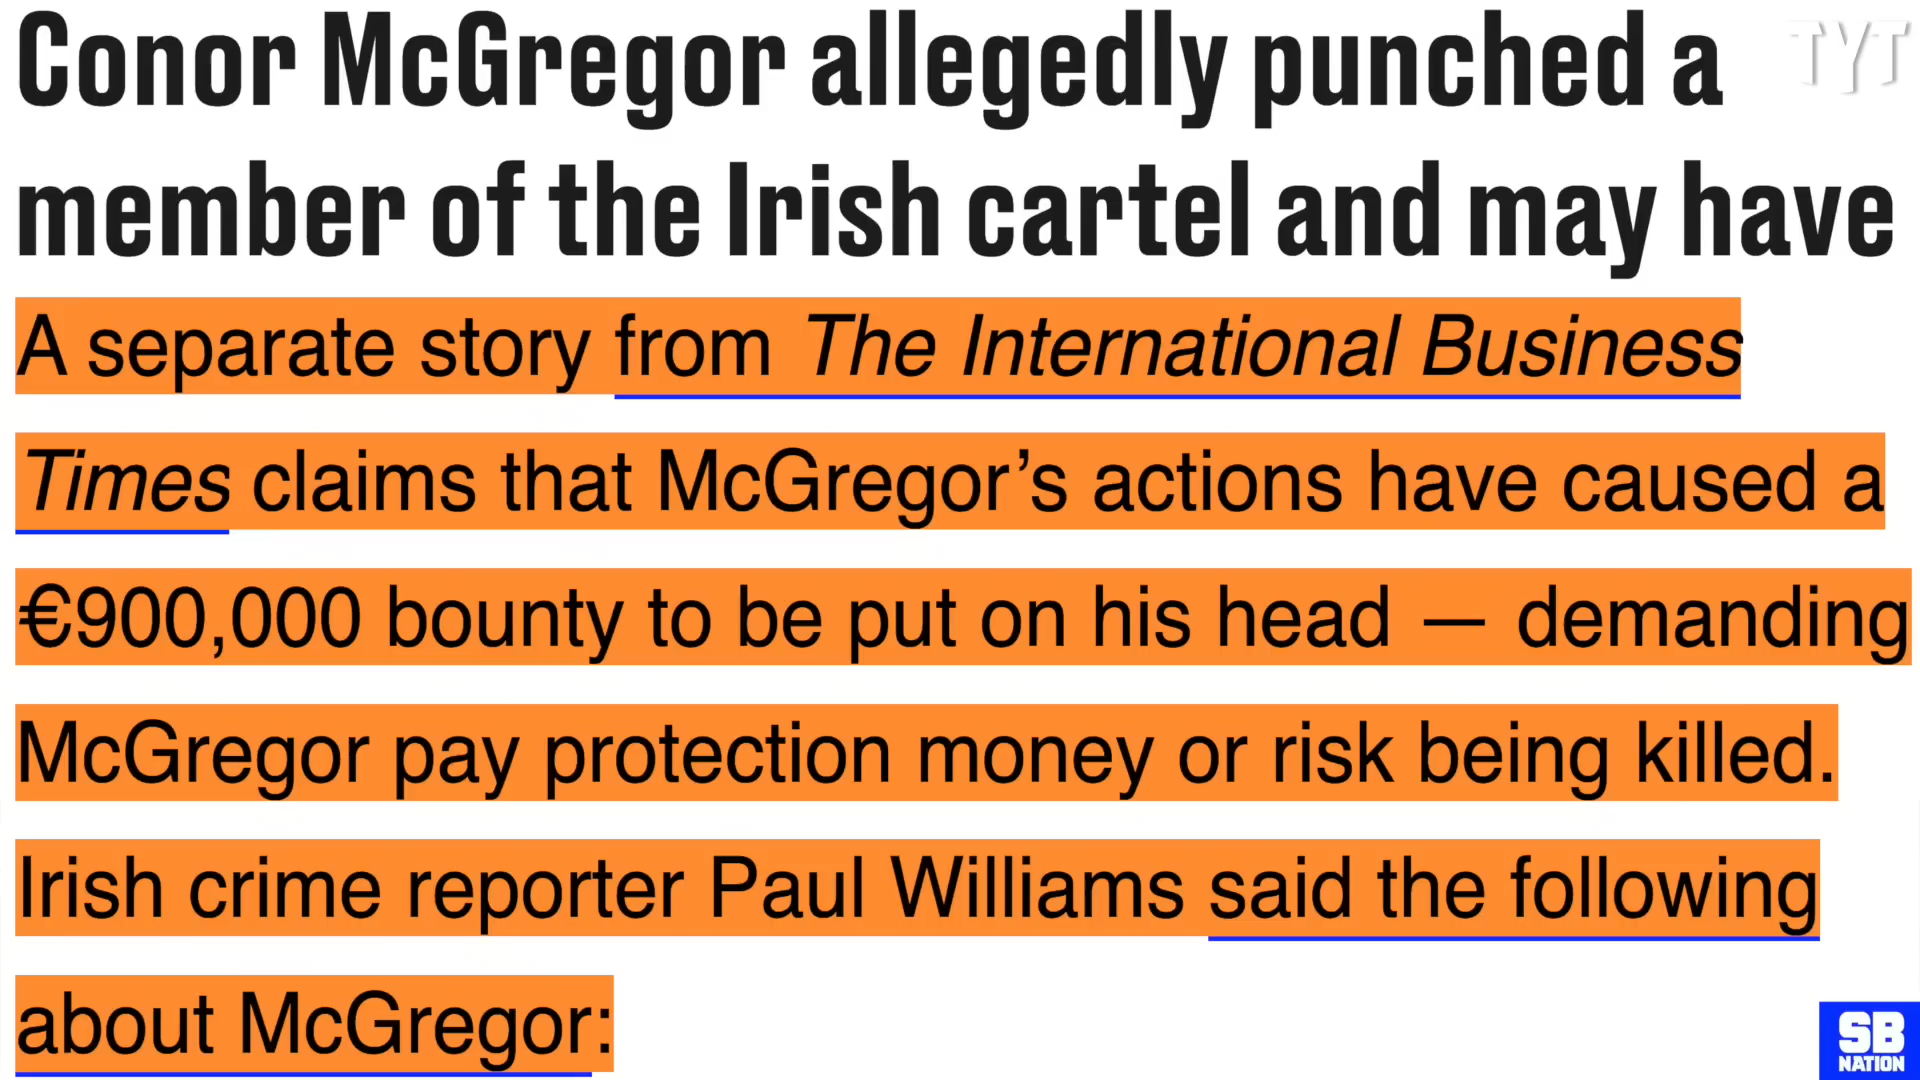 Conor McGregor allegedly punched a
member of the Irish cartel and may have
A separate story from The International Business
Times claims that McGregor’s actions have caused a
€900,000 bounty to be put on his head — demanding
McGregor pay protection money or risk being killed.
Irish crime reporter Paul Williams said the following
about McGregor:
TYT
SB
NATION